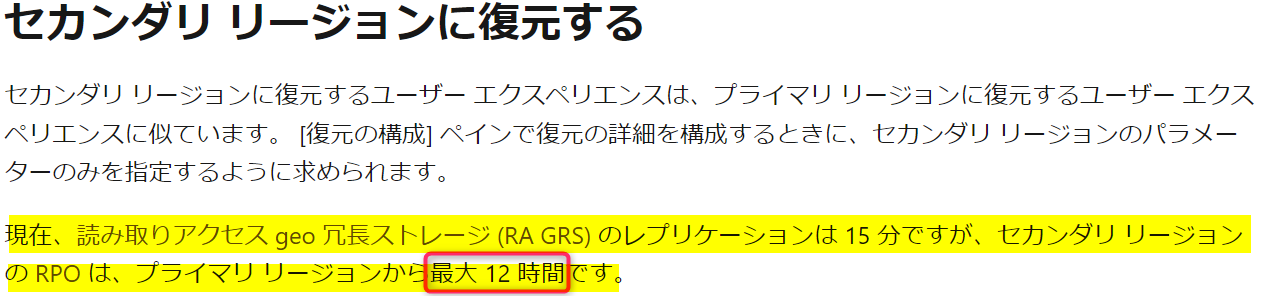 セカンダリ リージョンに復元する
セカンダリ リージョンに復元するユーザー エクスペリエンスは、プライマリ リージョンに復元するユーザー エクス
ペリエンスに似ています。 [復元の構成] ペインで復元の詳細を構成するときに、セカンダリ リージョンのパラメー
ターのみを指定するように求められます。
現在、読み取りアクセス geo 冗長ストレージ (RA GRS) のレプリケーションは 15 分ですが、セカンダリ リージョン
の RPO は、プライマリ リージョンから最大 12 時間です。